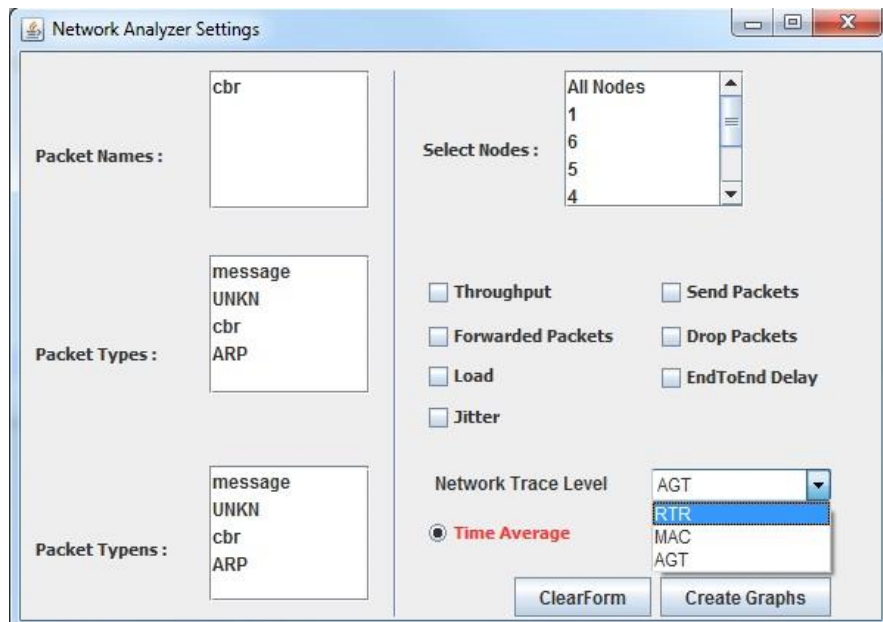 Network Analyzer Settings
Packet Names :
cbr
Packet Types :
message
UNKN
cbr
ARP
Packet Typens :
message
UNKN
cbr
ARP
Select Nodes :
All Nodes
1
6
5
4
Throughput
Send Packets
Forwarded Packets
Drop Packets
Load
EndToEnd Delay
Jitter
Network Trace Level
AGT
RTR
MAC
AGT
Time Average
ClearForm
Create Graphs